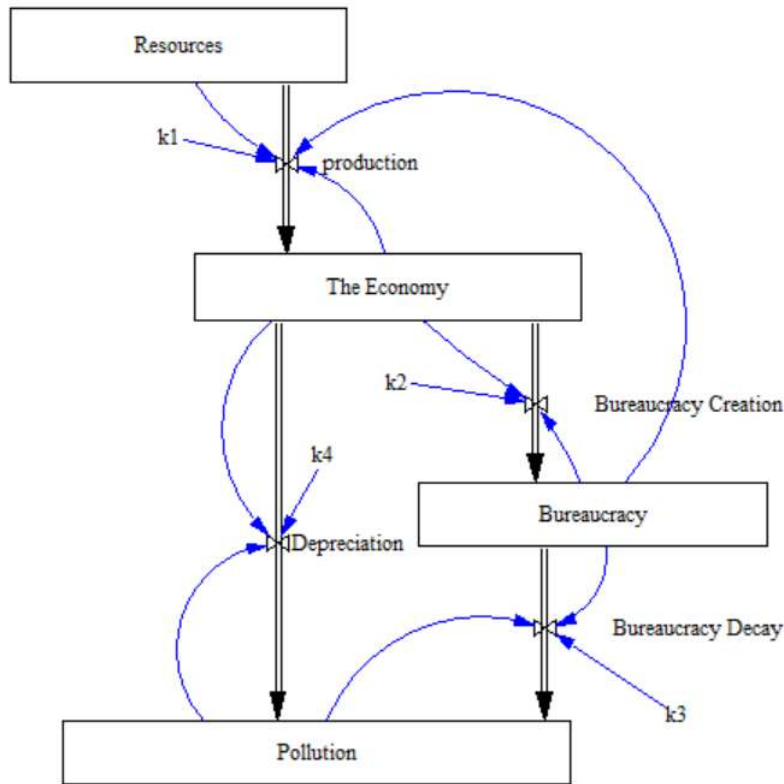 Resources
k1
production
The Economy
k2
Bureaucracy Creation
k4
Bureaucracy
Depreciation
Bureaucracy Decay
k3
Pollution